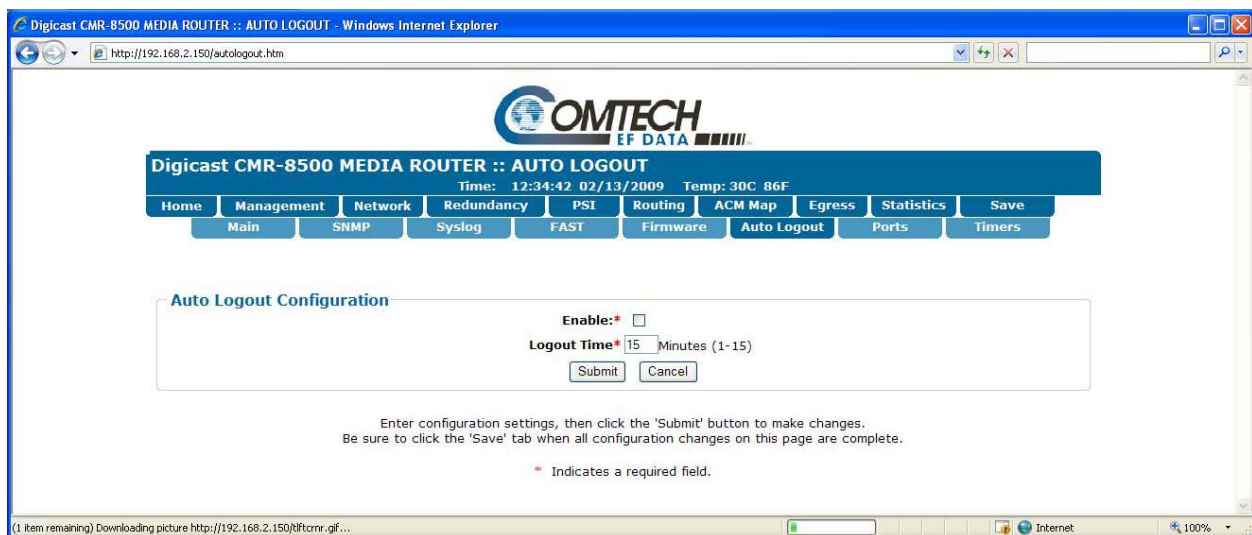 Digicast CMR-8500 MEDIA ROUTER :: AUTO LOGOUT - Windows Internet Explorer
http://192.168.2.150/autologout.htm
COMTECH
EF DATA
Digicast CMR-8500 MEDIA ROUTER :: AUTO LOGOUT
Time: 12:34:42 02/13/2009 Temp: 30C 86F
Home Management Network Redundancy PSI Routing ACM Map Egress Statistics Save
Main SNMP Syslog FAST Firmware Auto Logout Ports Timers
Auto Logout Configuration
Enable:*
Logout Time* 15 Minutes (1-15)
Submit Cancel
Enter configuration settings, then click the 'Submit' button to make changes.
Be sure to click the 'Save' tab when all configuration changes on this page are complete.
* Indicates a required field.
(1 item remaining) Downloading picture http://192.168.2.150/tlftcrnr.gif... Internet 100%